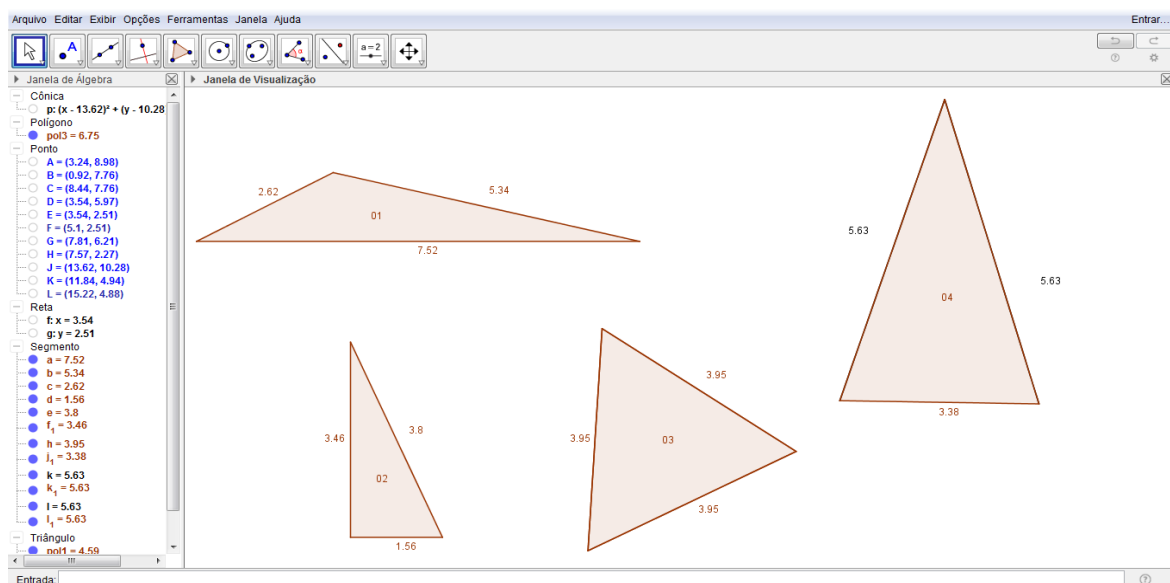 Arquivo Editar Exibir Opções Ferramentas Janela Ajuda
Entrar...
A
α
a = 2
Janela de Álgebra
Janela de Visualização
Cônica
p: (x - 13.62)² + (y - 10.28
Polígono
pol3 = 6.75
Ponto
A = (3.24, 8.98)
B = (0.92, 7.76)
C = (8.44, 7.76)
D = (3.54, 5.97)
E = (3.54, 2.51)
F = (5.1, 2.51)
G = (7.81, 6.21)
H = (7.57, 2.27)
J = (13.62, 10.28)
K = (11.84, 4.94)
L = (15.22, 4.88)
Reta
f: x = 3.54
g: y = 2.51
Segmento
a = 7.52
b = 5.34
c = 2.62
d = 1.56
e = 3.8
f₁ = 3.46
h = 3.95
j₁ = 3.38
k = 5.63
k₁ = 5.63
l = 5.63
l₁ = 5.63
Triângulo
pol1 = 4.59
2.62
5.34
01
7.52
3.46
3.8
02
1.56
3.95
3.95
03
3.95
5.63
5.63
04
3.38
Entrada: